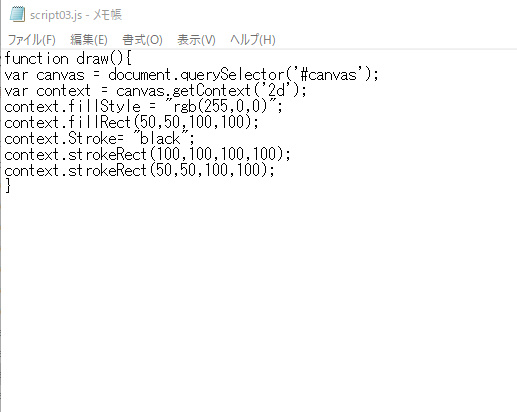 script03.js - メモ帳
ファイル(F) 編集(E) 書式(O) 表示(V) ヘルプ(H)
function draw(){
var canvas = document.querySelector('#canvas');
var context = canvas.getContext('2d');
context.fillStyle = "rgb(255,0,0)";
context.fillRect(50,50,100,100);
context.Stroke= "black";
context.strokeRect(100,100,100,100);
context.strokeRect(50,50,100,100);
}